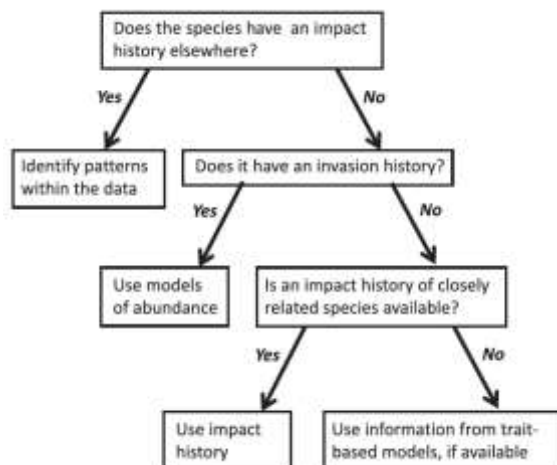 Does the species have an impact
history elsewhere?
Yes
No
Identify patterns
within the data
Does it have an invasion history?
Yes
No
Use models
of abundance
Is an impact history of closely
related species available?
Yes
No
Use impact
history
Use information from trait-
based models, if available